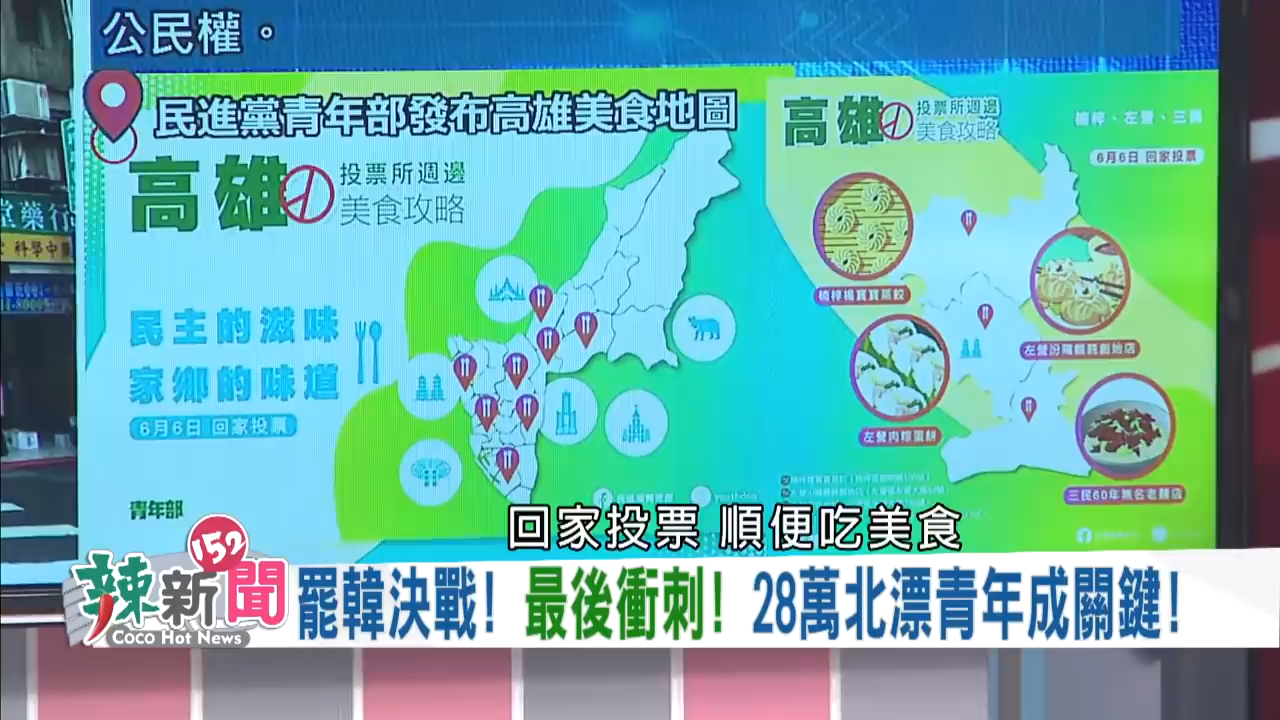 公民權。
民進黨青年部發布高雄美食地圖
高雄
投票所週邊
美食攻略
民主的滋味
家鄉的味道
6月6日 回家投票
青年部
高雄
投票所週邊
美食攻略
楠梓、左營、三民
6月6日 回家投票
楠梓楊寶寶蒸餃
左營汾陽餛飩創始店
左營肉粽蛋餅
三民60年無名老麵店
回家投票 順便吃美食
辣新聞
152
Coco Hot News
罷韓決戰! 最後衝刺! 28萬北漂青年成關鍵!